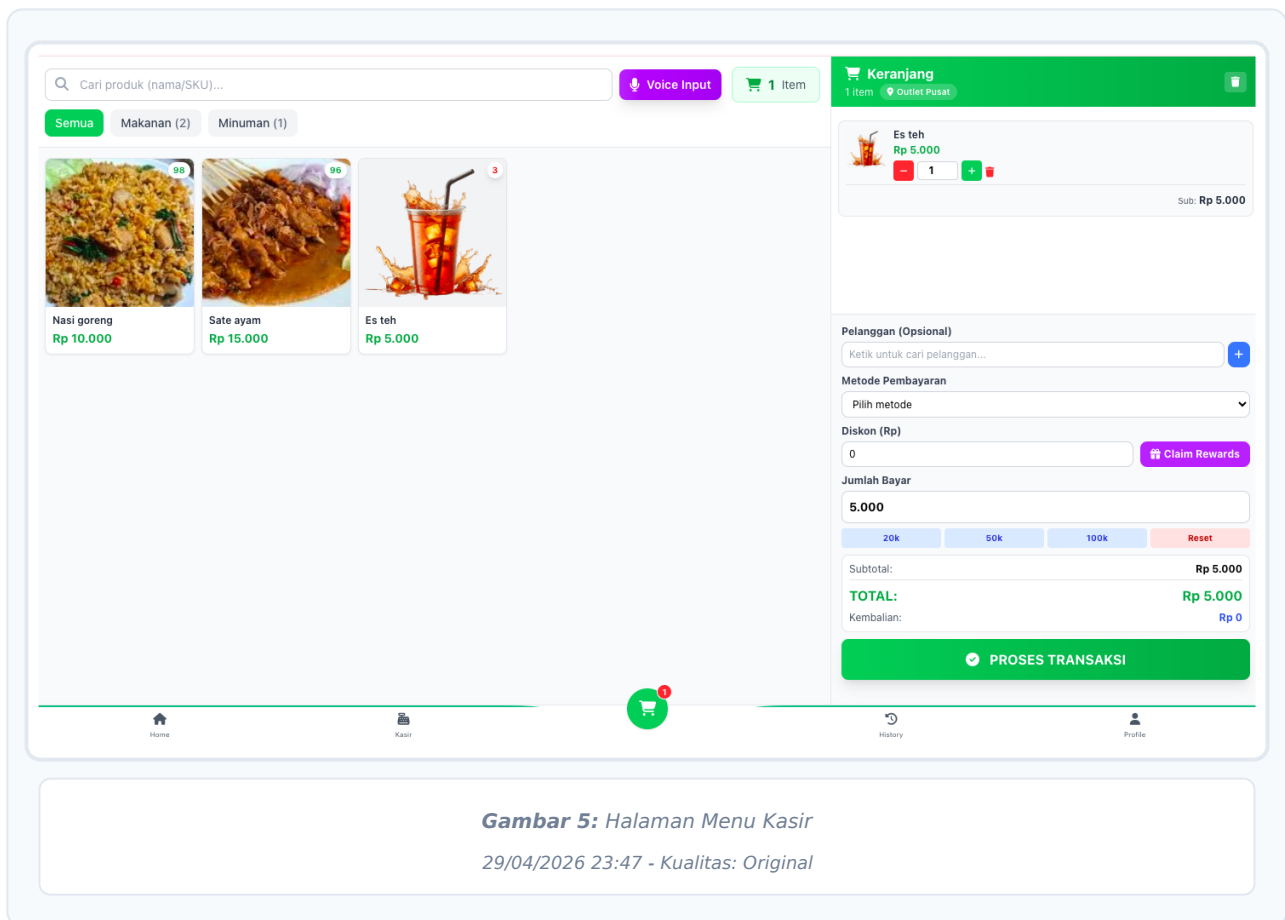 Cari produk (nama/SKU)...
Voice Input
1 Item
Semua
Makanan (2)
Minuman (1)
98
Nasi goreng
Rp 10.000
96
Sate ayam
Rp 15.000
3
Es teh
Rp 5.000
Keranjang
1 item Outlet Pusat
Es teh
Rp 5.000
− 1 +
Sub: Rp 5.000
Pelanggan (Opsional)
Ketik untuk cari pelanggan...
+
Metode Pembayaran
Pilih metode
Diskon (Rp)
0
Claim Rewards
Jumlah Bayar
5.000
20k 50k 100k Reset
Subtotal: Rp 5.000
TOTAL: Rp 5.000
Kembalian: Rp 0
PROSES TRANSAKSI
Home
Kasir
1
History
Profile
Gambar 5: Halaman Menu Kasir
29/04/2026 23:47 - Kualitas: Original